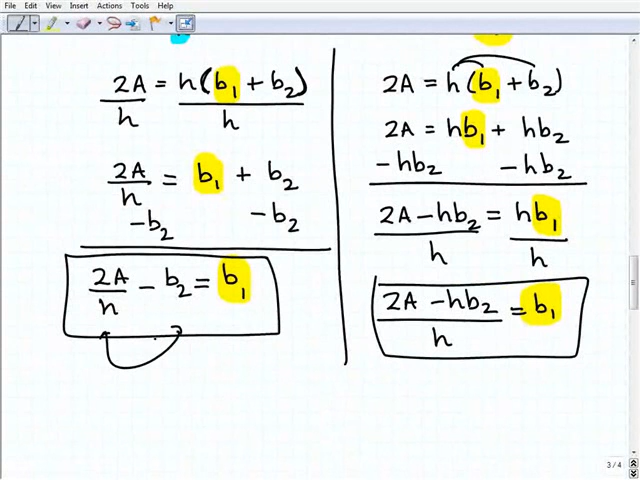 File Edit View Insert Actions Tools Help
2A = h(b₁ + b₂)
h h
2A/h = b₁ + b₂
-b₂ -b₂
2A/h - b₂ = b₁
2A = h(b₁ + b₂)
2A = hb₁ + hb₂
-hb₂ -hb₂
2A - hb₂ = hb₁
h h
2A - hb₂ = b₁
h
3 / 4